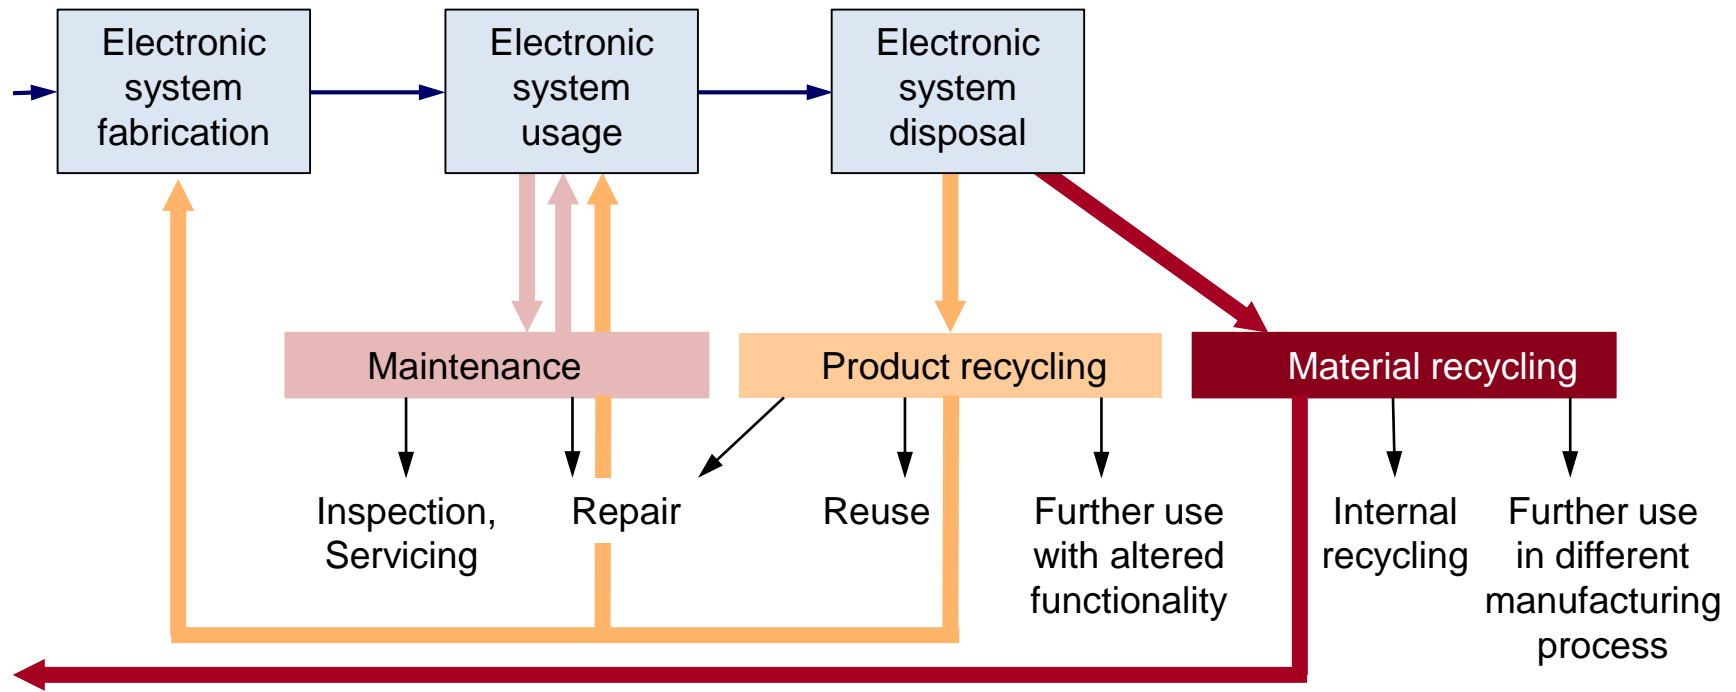 Electronic
system
fabrication
Electronic
system
usage
Electronic
system
disposal
Maintenance
Product recycling
Material recycling
Inspection,
Servicing
Repair
Reuse
Further use
with altered
functionality
Internal
recycling
Further use
in different
manufacturing
process